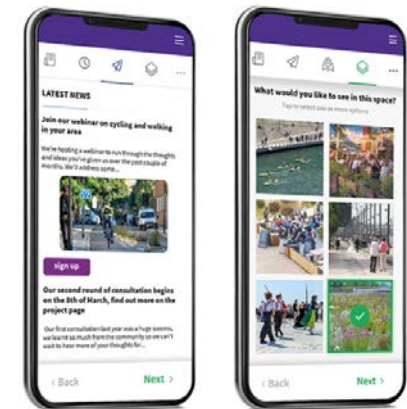 LATEST NEWS
Join our webinar on cycling and walking
in your area
We're hosting a webinar to run through the thoughts
and ideas you've given us over the past couple of
months. We'll address some...
sign up
Our second round of consultation begins
on the 8th of March, find out more on the
project page
Our first consultation last year was a huge success,
we learnt so much from the community so we can't
wait to hear more of your thoughts for...
< Back
Next >
What would you like to see in this space?
Tap to select one or more options
< Back
Next >